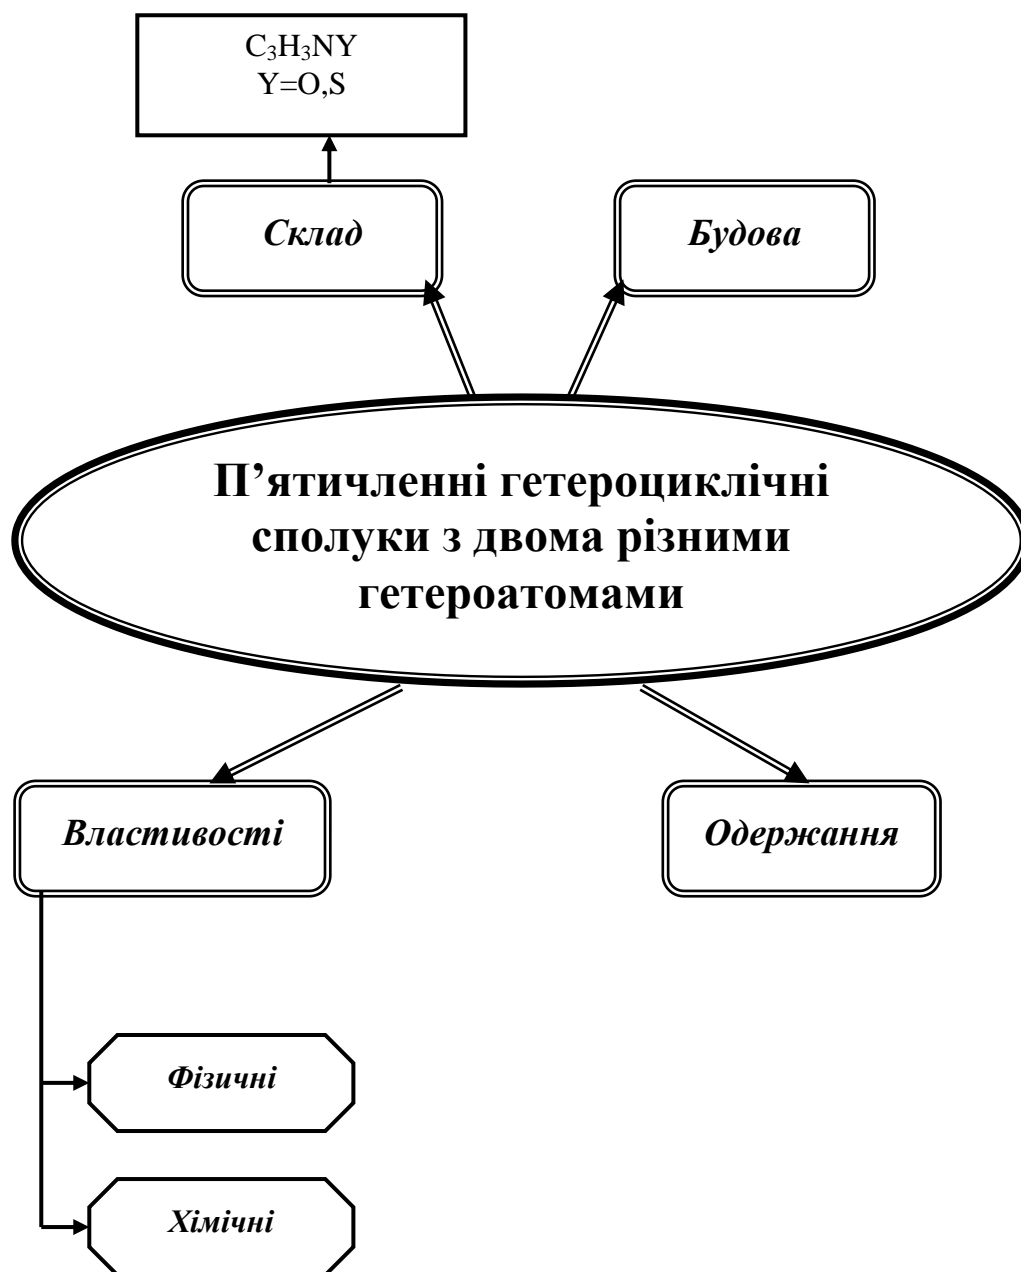 C₃H₃NY
Y=O,S
Склад
Будова
П’ятичленні гетероциклічні
сполуки з двома різними
гетероатомами
Властивості
Одержання
Фізичні
Хімічні